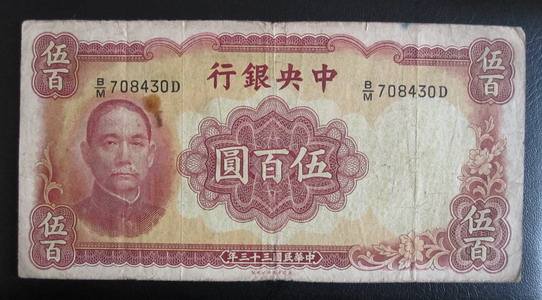 伍百
伍百
行銀央中
B/M 708430D
B/M 708430D
圓百伍
伍百
伍百
年三十三國民華中